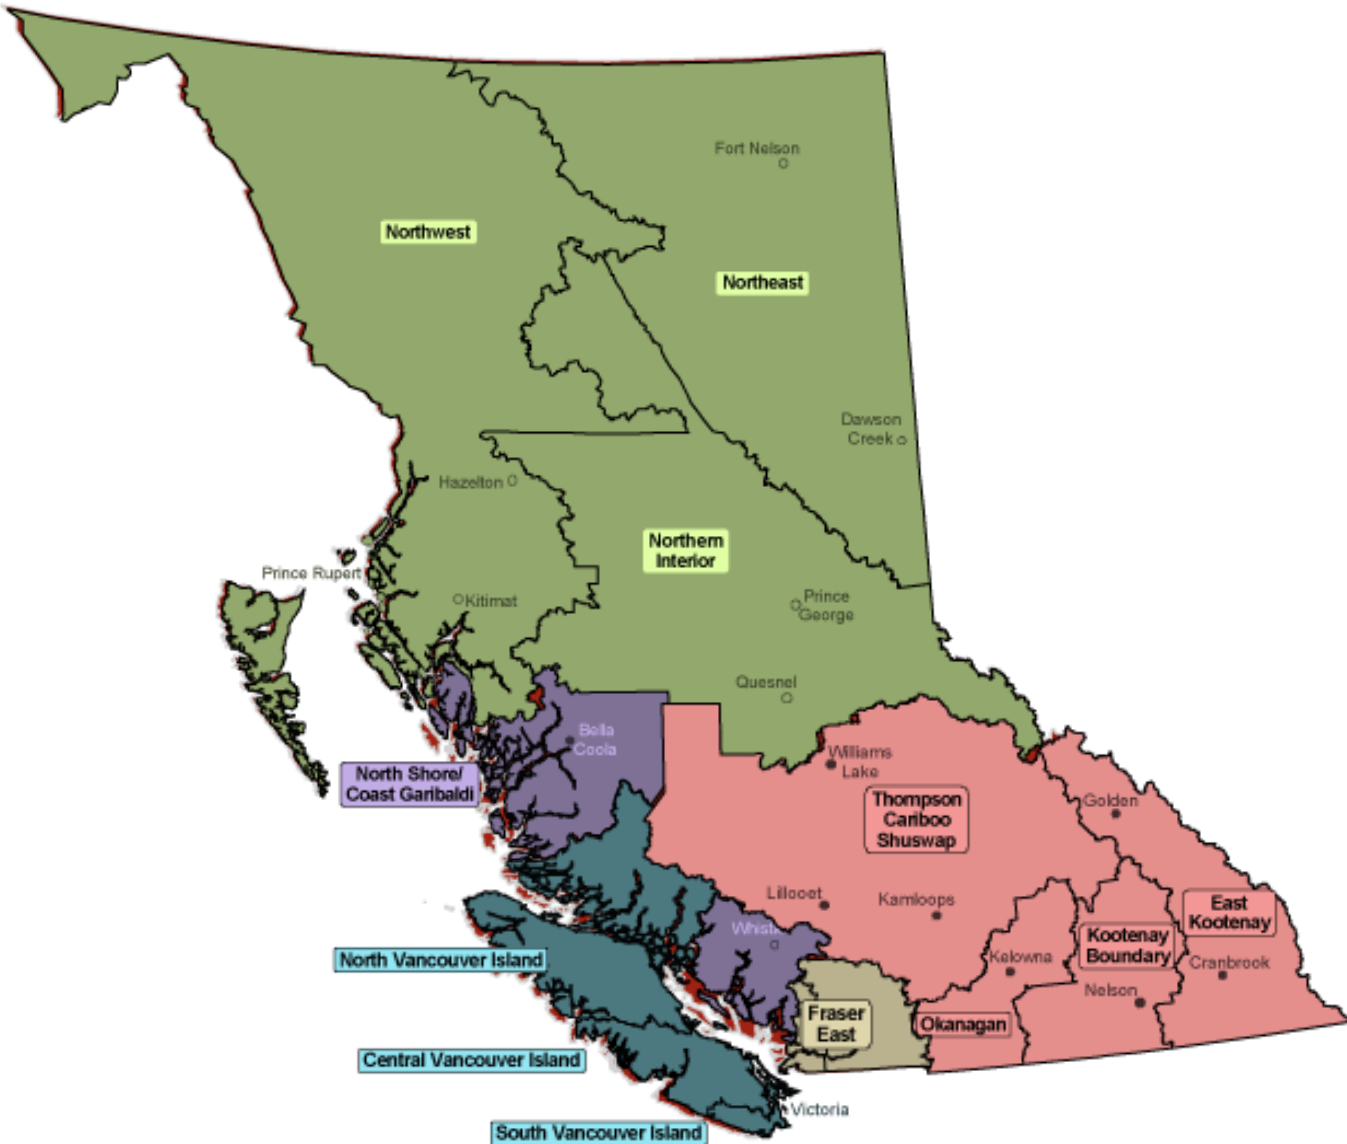 Fort Nelson
Northwest
Northeast
Dawson
Creek
Hazelton
Northern
Interior
Prince Rupert
Kitimat
Prince
George
Quesnel
Bella
Coola
Williams
Lake
North Shore/
Coast Garibaldi
Thompson
Cariboo
Shuswap
Golden
Lillooet
Kamloops
East
Kootenay
Whistl
Kootenay
Boundary
North Vancouver Island
Kelowna
Cranbrook
Nelson
Fraser
East
Okanagan
Central Vancouver Island
Victoria
South Vancouver Island